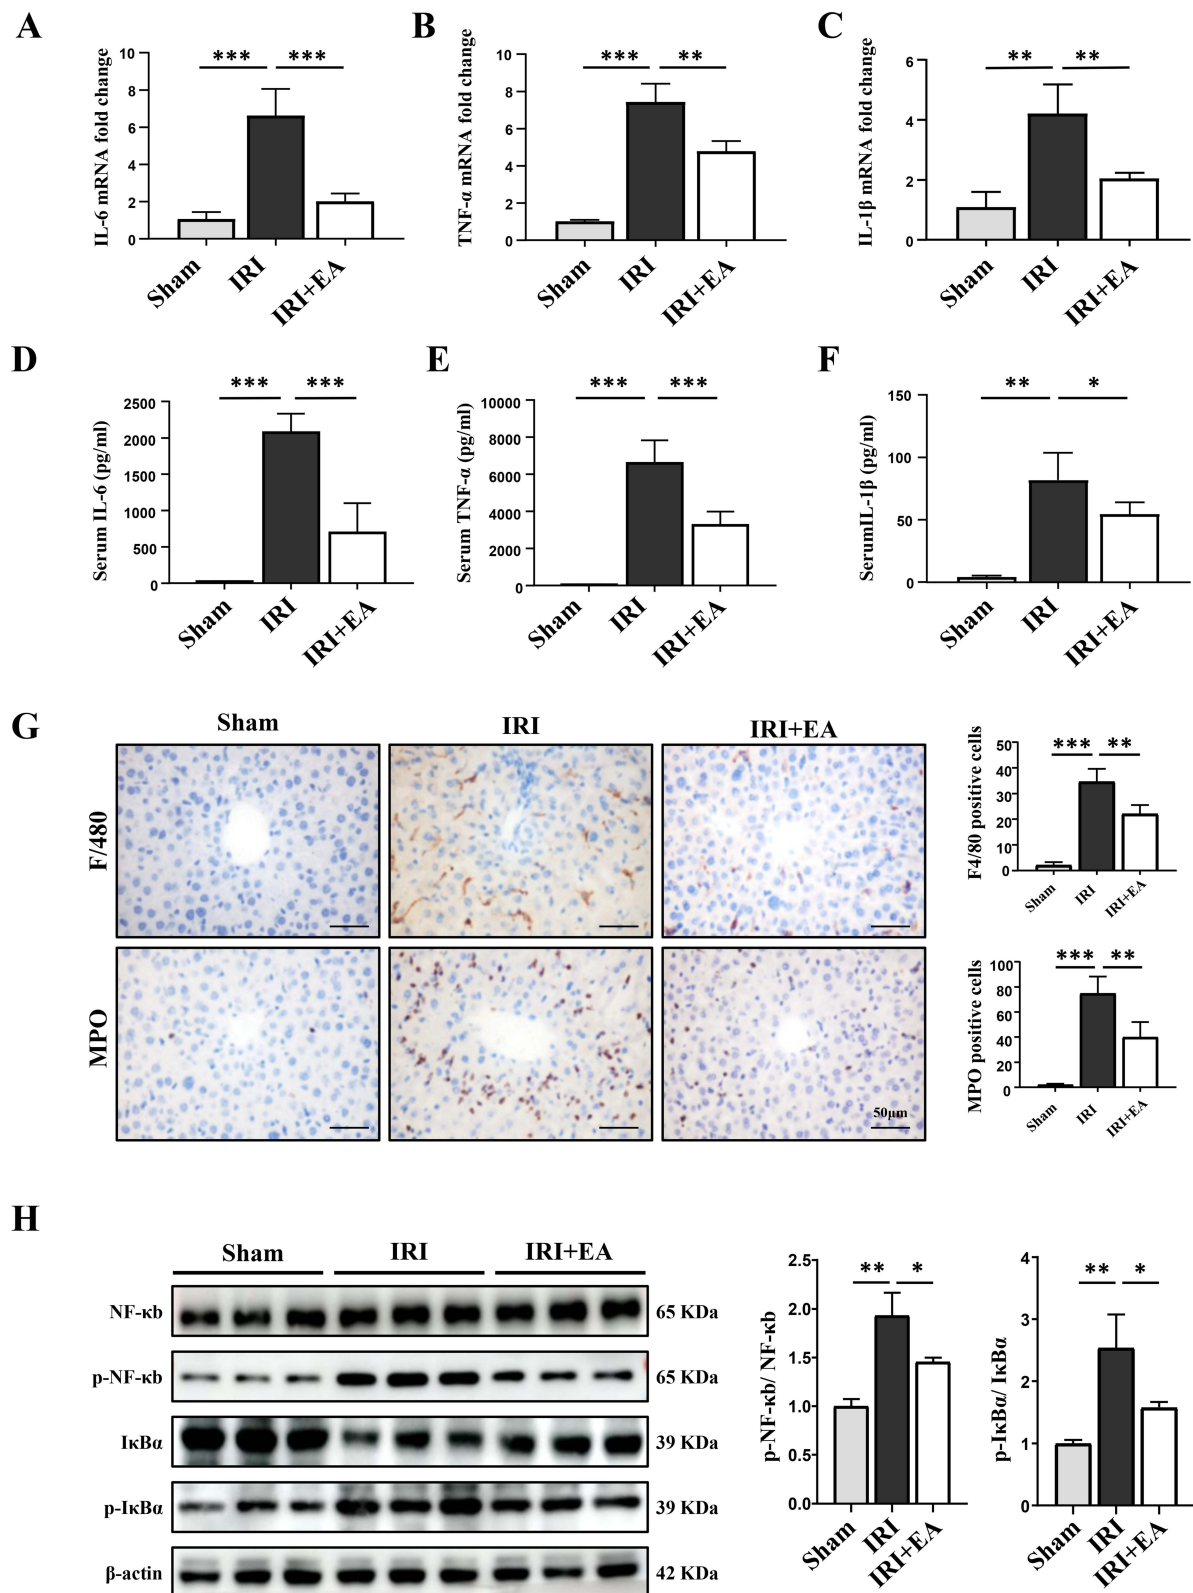 A
IL-6 mRNA fold change
10
8
6
4
2
0
*** ***
Sham
IRI
IRI+EA
B
TNF-α mRNA fold change
10
8
6
4
2
0
*** **
Sham
IRI
IRI+EA
C
IL-1β mRNA fold change
6
4
2
0
** **
Sham
IRI
IRI+EA
D
Serum IL-6 (pg/ml)
2500
2000
1500
1000
500
0
*** ***
Sham
IRI
IRI+EA
E
Serum TNF-α (pg/ml)
10000
8000
6000
4000
2000
0
*** ***
Sham
IRI
IRI+EA
F
SerumIL-1β (pg/ml)
150
100
50
0
** *
Sham
IRI
IRI+EA
G
Sham IRI IRI+EA
F/480
MPO
50μm
F4/80 positive cells
50
40
30
20
10
0
*** **
Sham
IRI
IRI+EA
MPO positive cells
100
80
60
40
20
0
*** **
Sham
IRI
IRI+EA
H
Sham IRI IRI+EA
NF-κb 65 KDa
p-NF-κb 65 KDa
IκBα 39 KDa
p-IκBα 39 KDa
β-actin 42 KDa
p-NF-κb/ NF-κb
2.5
2.0
1.5
1.0
0.5
0.0
** *
Sham
IRI
IRI+EA
p-IκBα/ IκBα
4
3
2
1
0
** *
Sham
IRI
IRI+EA